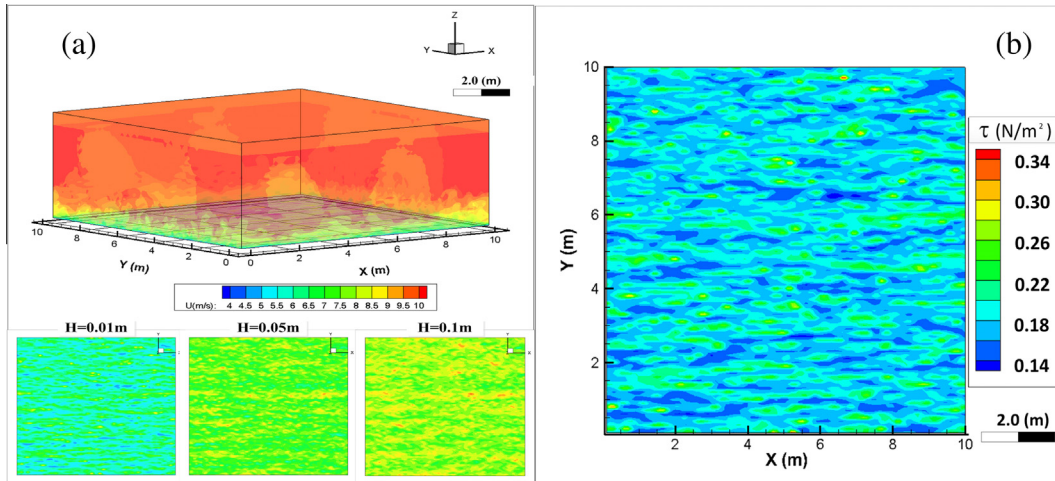 (a)
Z
Y
X
2.0 (m)
10
8
6
4
2
0
Y (m)
0
2
4
6
8
10
X (m)
U(m/s): 4 4.5 5 5.5 6 6.5 7 7.5 8 8.5 9 9.5 10
H=0.01m H=0.05m H=0.1m
(b)
10
8
6
4
2
Y (m)
2 4 6 8 10
X (m)
τ (N/m²)
0.34
0.30
0.26
0.22
0.18
0.14
2.0 (m)